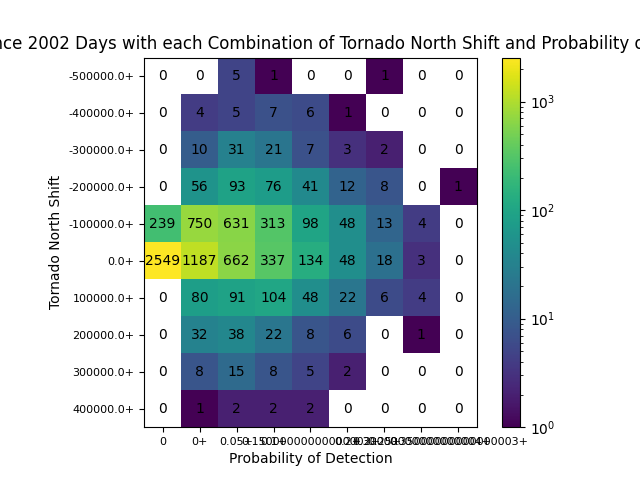 nce 2002 Days with each Combination of Tornado North Shift and Probability o
-500000.0+ 0 0 5 1 0 0 1 0 0
-400000.0+ 0 4 5 7 6 1 0 0 0
-300000.0+ 0 10 31 21 7 3 2 0 0
-200000.0+ 0 56 93 76 41 12 8 0 1
-100000.0+ 239 750 631 313 98 48 13 4 0
0.0+ 2549 1187 662 337 134 48 18 3 0
100000.0+ 0 80 91 104 48 22 6 4 0
200000.0+ 0 32 38 22 8 6 0 1 0
300000.0+ 0 8 15 8 5 2 0 0 0
400000.0+ 0 1 2 2 2 0 0 0 0
0 0+
Probability of Detection
Tornado North Shift
10³
10²
10¹
10⁰